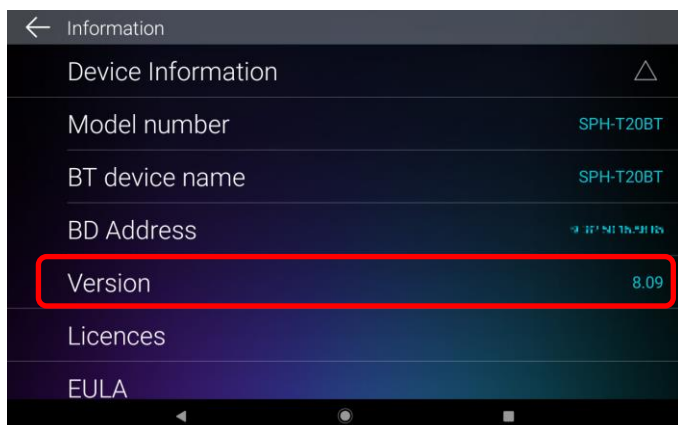 Information
Device Information
Model number SPH-T20BT
BT device name SPH-T20BT
BD Address
Version 8.09
Licences
EULA